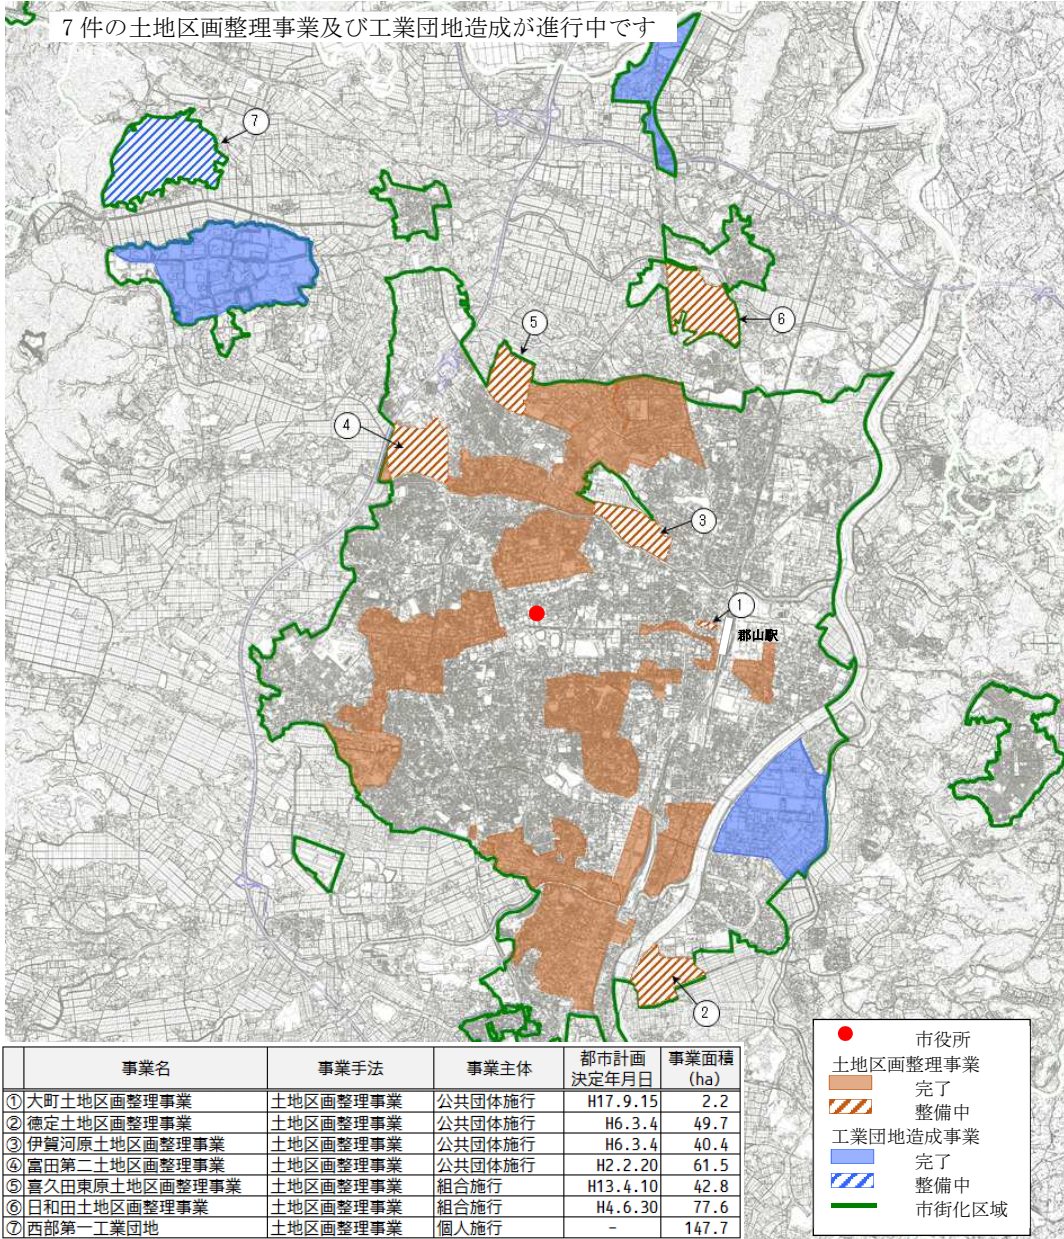 7件の土地区画整理事業及び工業団地造成が進行中です
7
6
5
4
3
1
郡山駅
2
市役所
土地区画整理事業
完了
整備中
工業団地造成事業
完了
整備中
市街化区域
事業名 事業手法 事業主体 都市計画決定年月日 事業面積(ha)
① 大町土地区画整理事業 土地区画整理事業 公共団体施行 H17.9.15 2.2
② 徳定土地区画整理事業 土地区画整理事業 公共団体施行 H6.3.4 49.7
③ 伊賀河原土地区画整理事業 土地区画整理事業 公共団体施行 H6.3.4 40.4
④ 富田第二土地区画整理事業 土地区画整理事業 公共団体施行 H2.2.20 61.5
⑤ 喜久田東原土地区画整理事業 土地区画整理事業 組合施行 H13.4.10 42.8
⑥ 日和田土地区画整理事業 土地区画整理事業 組合施行 H4.6.30 77.6
⑦ 西部第一工業団地 土地区画整理事業 個人施行 － 147.7